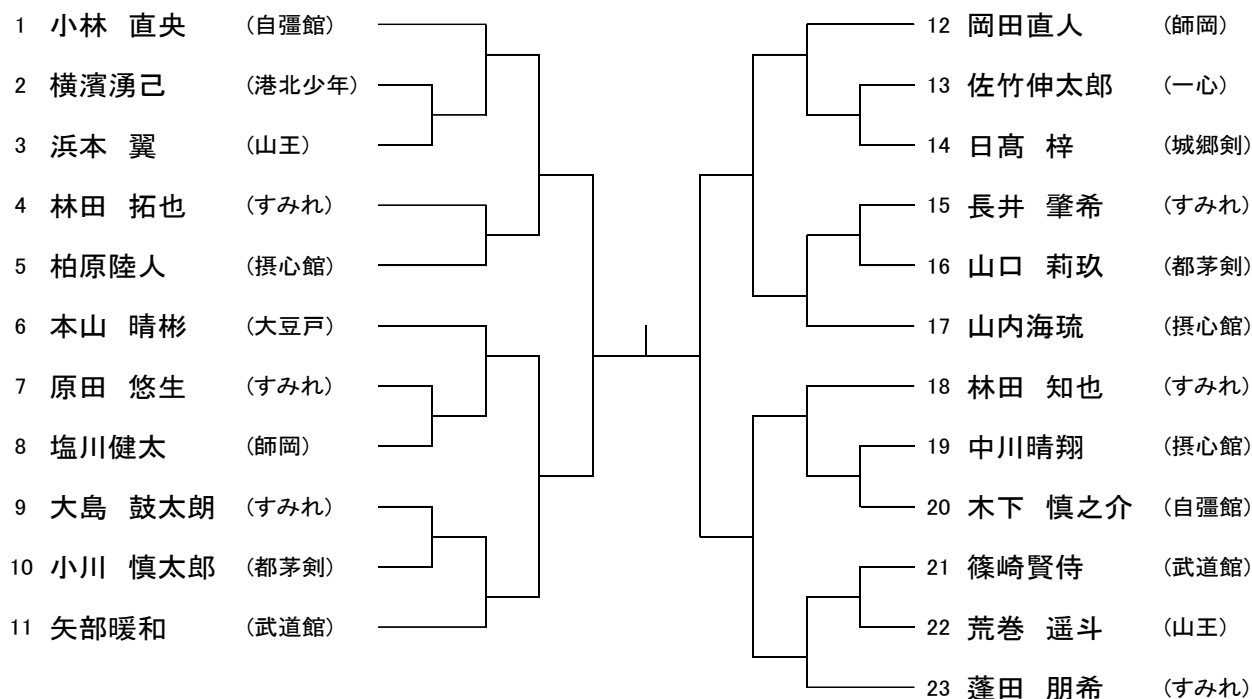 1 小林 直央 (自彊館)
2 横濱湧己 (港北少年)
3 浜本 翼 (山王)
4 林田 拓也 (すみれ)
5 柏原陸人 (摂心館)
6 本山 晴彬 (大豆戸)
7 原田 悠生 (すみれ)
8 塩川健太 (師岡)
9 大島 鼓太朗 (すみれ)
10 小川 慎太郎 (都茅剣)
11 矢部暖和 (武道館)
12 岡田直人 (師岡)
13 佐竹伸太郎 (一心)
14 日髙 梓 (城郷剣)
15 長井 肇希 (すみれ)
16 山口 莉玖 (都茅剣)
17 山内海琉 (摂心館)
18 林田 知也 (すみれ)
19 中川晴翔 (摂心館)
20 木下 慎之介 (自彊館)
21 篠崎賢侍 (武道館)
22 荒巻 遥斗 (山王)
23 蓬田 朋希 (すみれ)